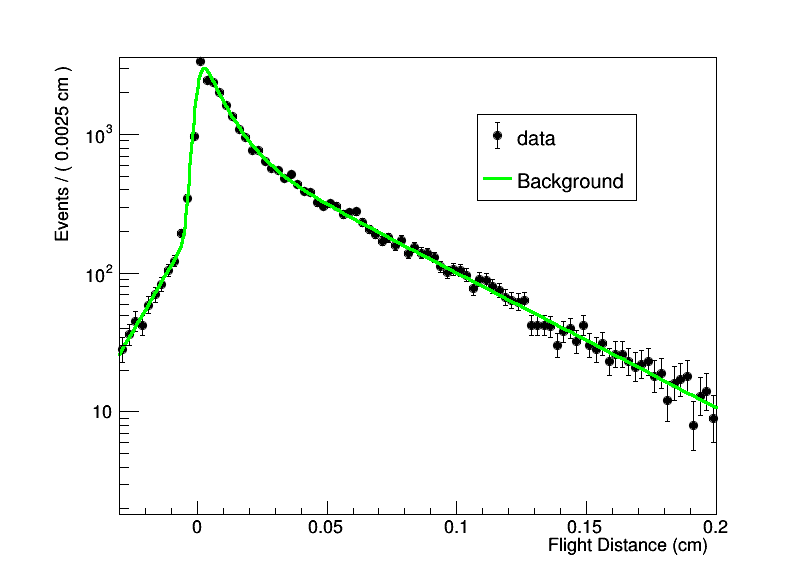 Events / ( 0.0025 cm )
10³
10²
10
data
Background
0 0.05 0.1 0.15 0.2
Flight Distance (cm)